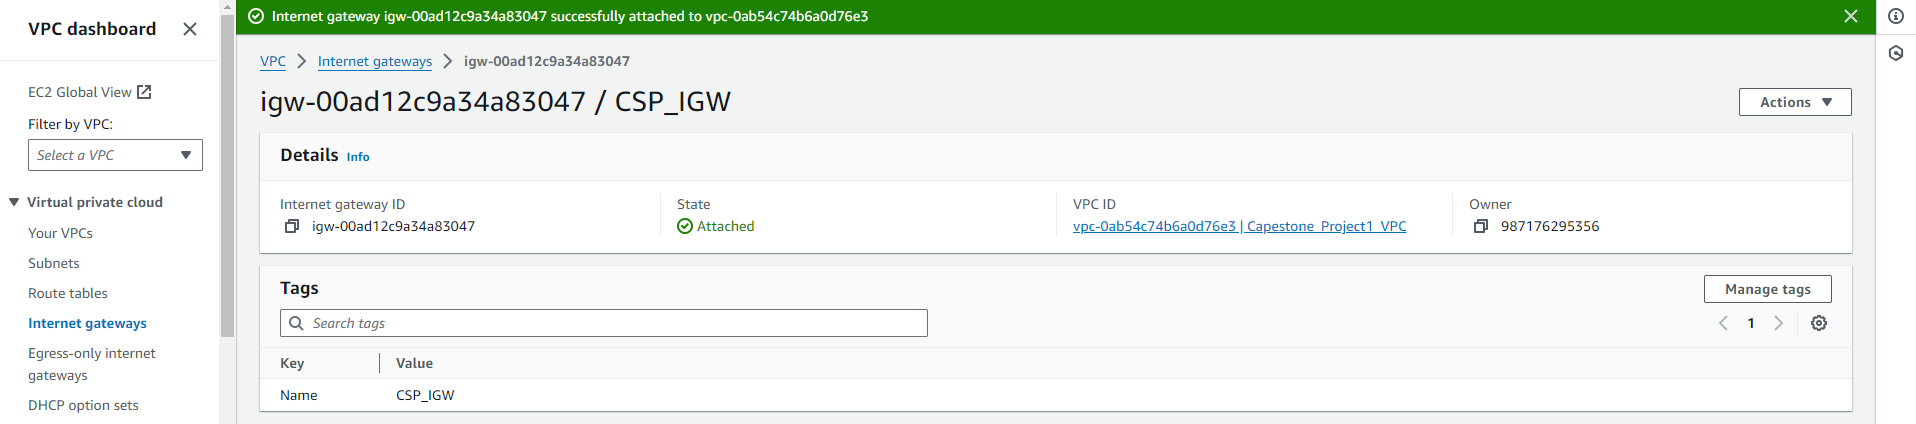 Internet gateway igw-00ad12c9a34a83047 successfully attached to vpc-0ab54c74b6a0d76e3
VPC dashboard
EC2 Global View
Filter by VPC:
Select a VPC
Virtual private cloud
Your VPCs
Subnets
Route tables
Internet gateways
Egress-only internet
gateways
DHCP option sets
VPC Internet gateways igw-00ad12c9a34a83047
igw-00ad12c9a34a83047 / CSP_IGW
Actions
Details Info
Internet gateway ID
igw-00ad12c9a34a83047
State
Attached
VPC ID
vpc-0ab54c74b6a0d76e3 | Capestone_Project1_VPC
Owner
987176295356
Tags
Manage tags
Search tags
1
Key Value
Name CSP_IGW